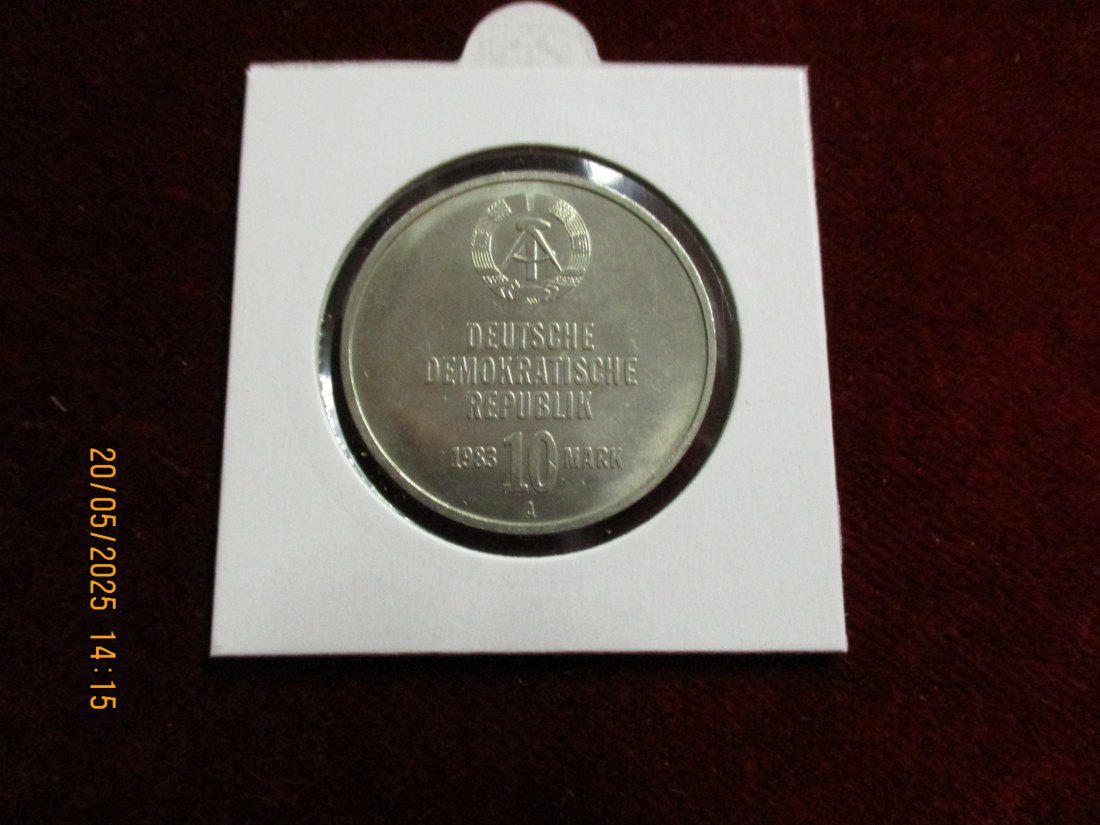 DEUTSCHE
DEMOKRATISCHE
REPUBLIK
1983 10 MARK
A
20/05/2025 14:15